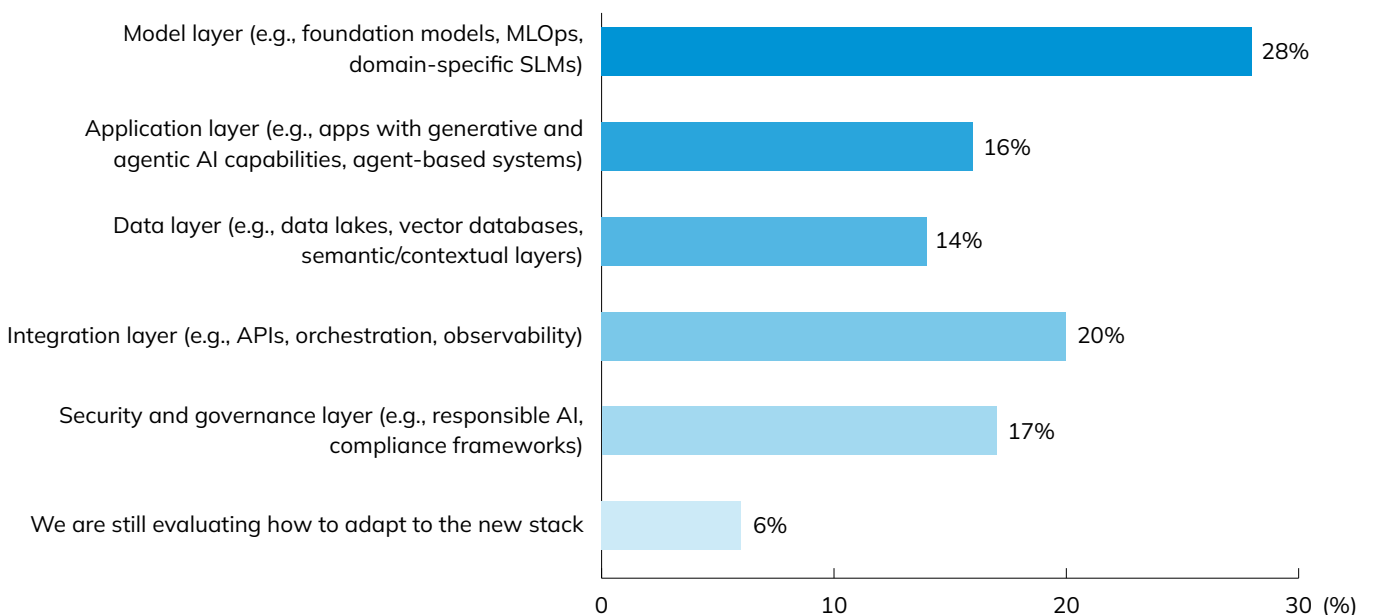 Model layer (e.g., foundation models, MLOps,
domain-specific SLMs)
28%
Application layer (e.g., apps with generative and
agentic AI capabilities, agent-based systems)
16%
Data layer (e.g., data lakes, vector databases,
semantic/contextual layers)
14%
Integration layer (e.g., APIs, orchestration, observability)
20%
Security and governance layer (e.g., responsible AI,
compliance frameworks)
17%
We are still evaluating how to adapt to the new stack
6%
0 10 20 30 (%)